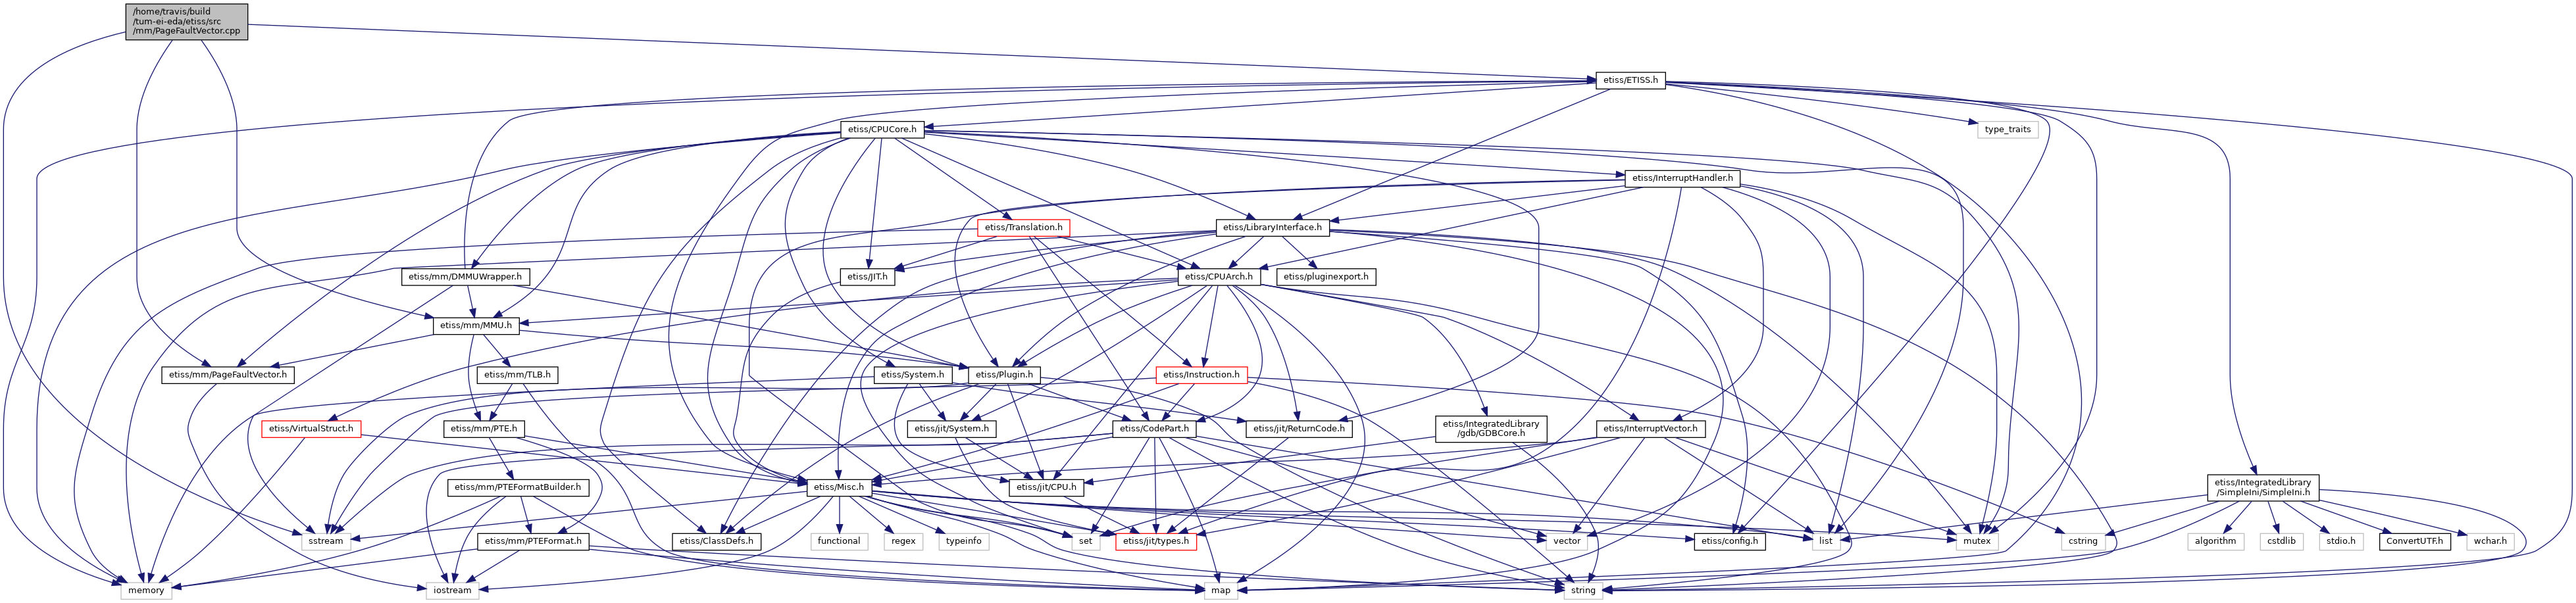 /home/travis/build
/tum-ei-eda/etiss/src
/mm/PageFaultVector.cpp
etiss/ETISS.h
etiss/CPUCore.h
type_traits
etiss/InterruptHandler.h
etiss/Translation.h
etiss/LibraryInterface.h
etiss/mm/DMMUWrapper.h
etiss/JIT.h
etiss/CPUArch.h
etiss/pluginexport.h
etiss/mm/MMU.h
etiss/mm/PageFaultVector.h
etiss/mm/TLB.h
etiss/System.h
etiss/Plugin.h
etiss/Instruction.h
etiss/VirtualStruct.h
etiss/mm/PTE.h
etiss/jit/System.h
etiss/CodePart.h
etiss/jit/ReturnCode.h
etiss/IntegratedLibrary
/gdb/GDBCore.h
etiss/InterruptVector.h
etiss/mm/PTEFormatBuilder.h
etiss/Misc.h
etiss/jit/CPU.h
etiss/IntegratedLibrary
/SimpleIni/SimpleIni.h
sstream
etiss/mm/PTEFormat.h
etiss/ClassDefs.h
functional
regex
typeinfo
set
etiss/jit/types.h
vector
etiss/config.h
list
mutex
cstring
algorithm
cstdlib
stdio.h
ConvertUTF.h
wchar.h
memory
iostream
map
string